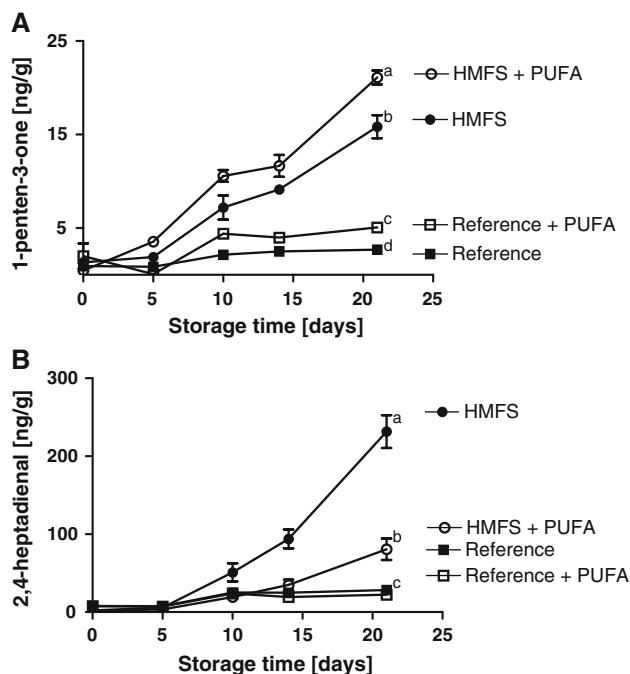 A
1-penten-3-one [ng/g]
25
15
5
0
5
10
15
20
25
Storage time [days]
a
b
c
d
HMFS + PUFA
HMFS
Reference + PUFA
Reference
B
2,4-heptadienal [ng/g]
300
200
100
0
0
5
10
15
20
25
Storage time [days]
a
b
c
HMFS
HMFS + PUFA
Reference
Reference + PUFA